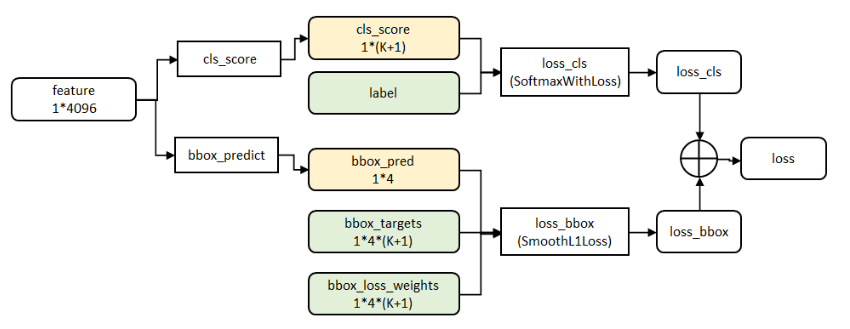 feature
1*4096
cls_score
bbox_predict
cls_score
1*(K+1)
label
bbox_pred
1*4
bbox_targets
1*4*(K+1)
bbox_loss_weights
1*4*(K+1)
loss_cls
(SoftmaxWithLoss)
loss_bbox
(SmoothL1Loss)
loss_cls
loss_bbox
loss